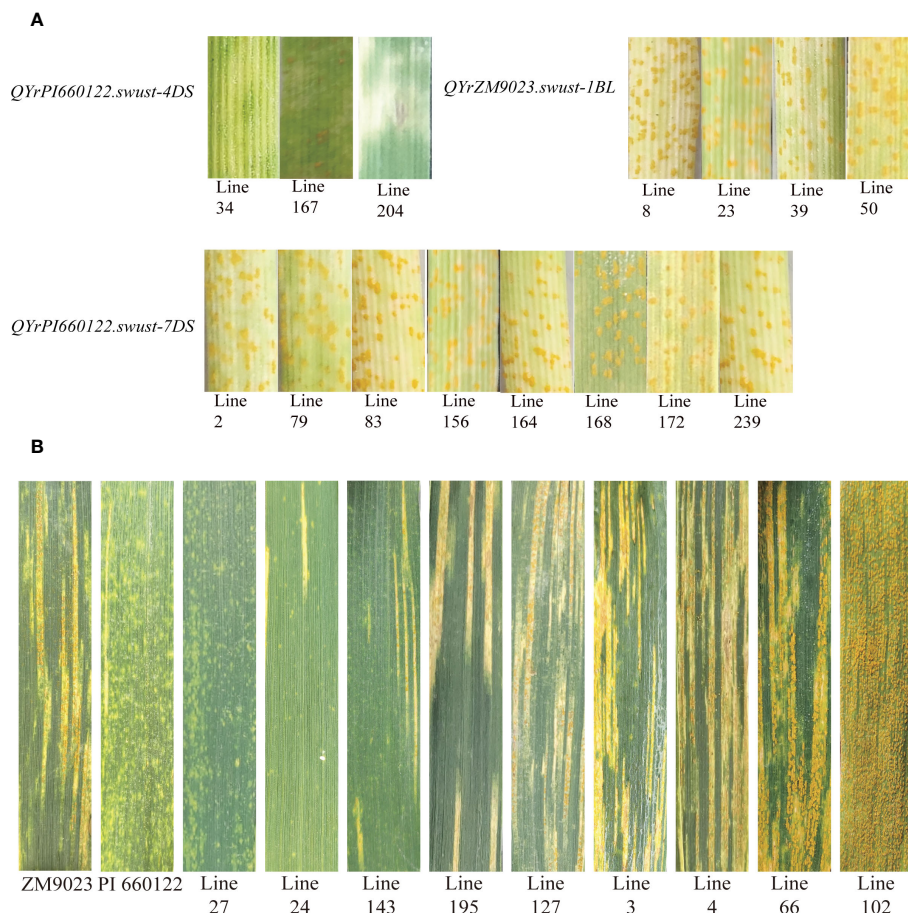 A
QYrPI660122.swust-4DS
QYrZM9023.swust-1BL
Line 34
Line 167
Line 204
Line 8
Line 23
Line 39
Line 50
QYrPI660122.swust-7DS
Line 2
Line 79
Line 83
Line 156
Line 164
Line 168
Line 172
Line 239
B
ZM9023
PI 660122
Line 27
Line 24
Line 143
Line 195
Line 127
Line 3
Line 4
Line 66
Line 102